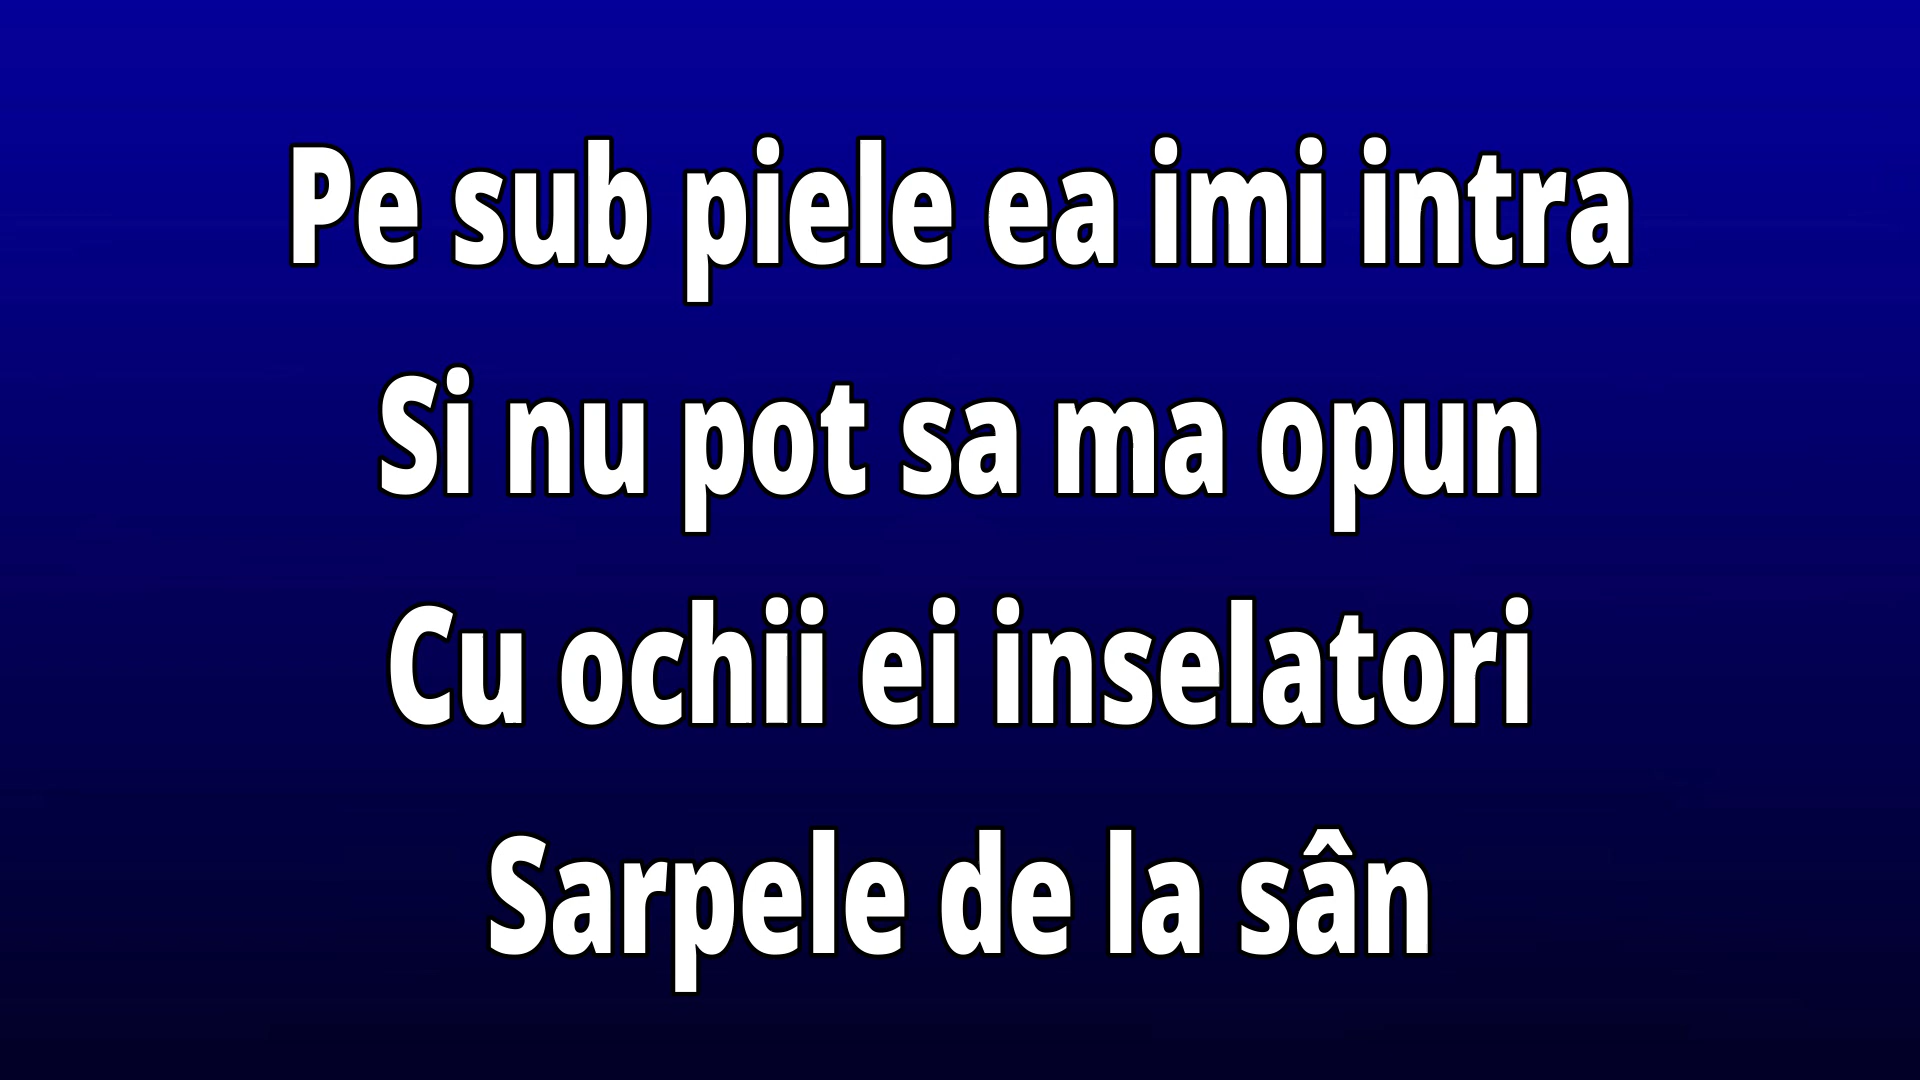 Pe sub piele ea imi intra
Si nu pot sa ma opun
Cu ochii ei inselatori
Sarpele de la sân